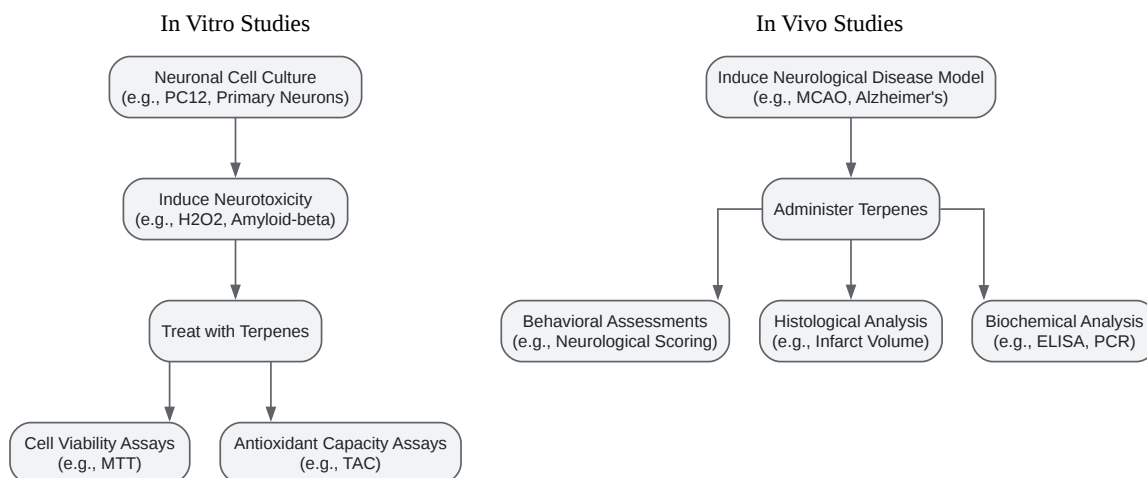 In Vitro Studies
Neuronal Cell Culture
(e.g., PC12, Primary Neurons)
Induce Neurotoxicity
(e.g., H2O2, Amyloid-beta)
Treat with Terpenes
Cell Viability Assays
(e.g., MTT)
Antioxidant Capacity Assays
(e.g., TAC)
In Vivo Studies
Induce Neurological Disease Model
(e.g., MCAO, Alzheimer's)
Administer Terpenes
Behavioral Assessments
(e.g., Neurological Scoring)
Histological Analysis
(e.g., Infarct Volume)
Biochemical Analysis
(e.g., ELISA, PCR)